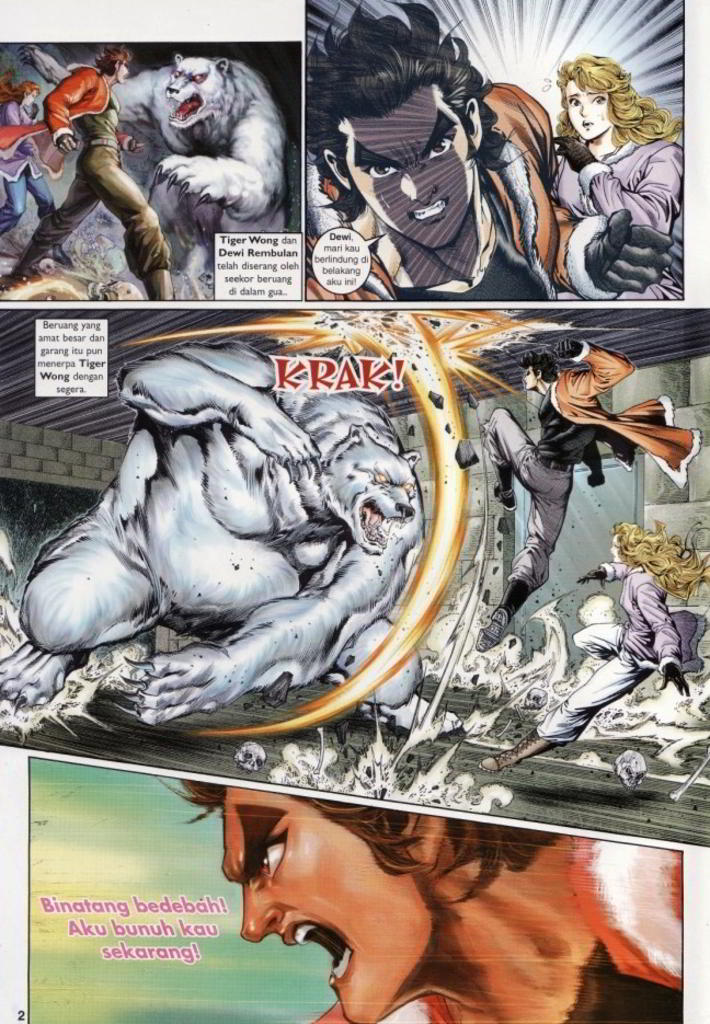 Tiger Wong dan
Dewi Rembulan
telah diserang oleh
seekor beruang
di dalam gua..
Dewi,
mari kau
berlindung di
belakang
aku ini!
Beruang yang
amat besar dan
garang itu pun
menerpa Tiger
Wong dengan
segera.
KRAK!
Binatang bedebah!
Aku bunuh kau
sekarang!
2